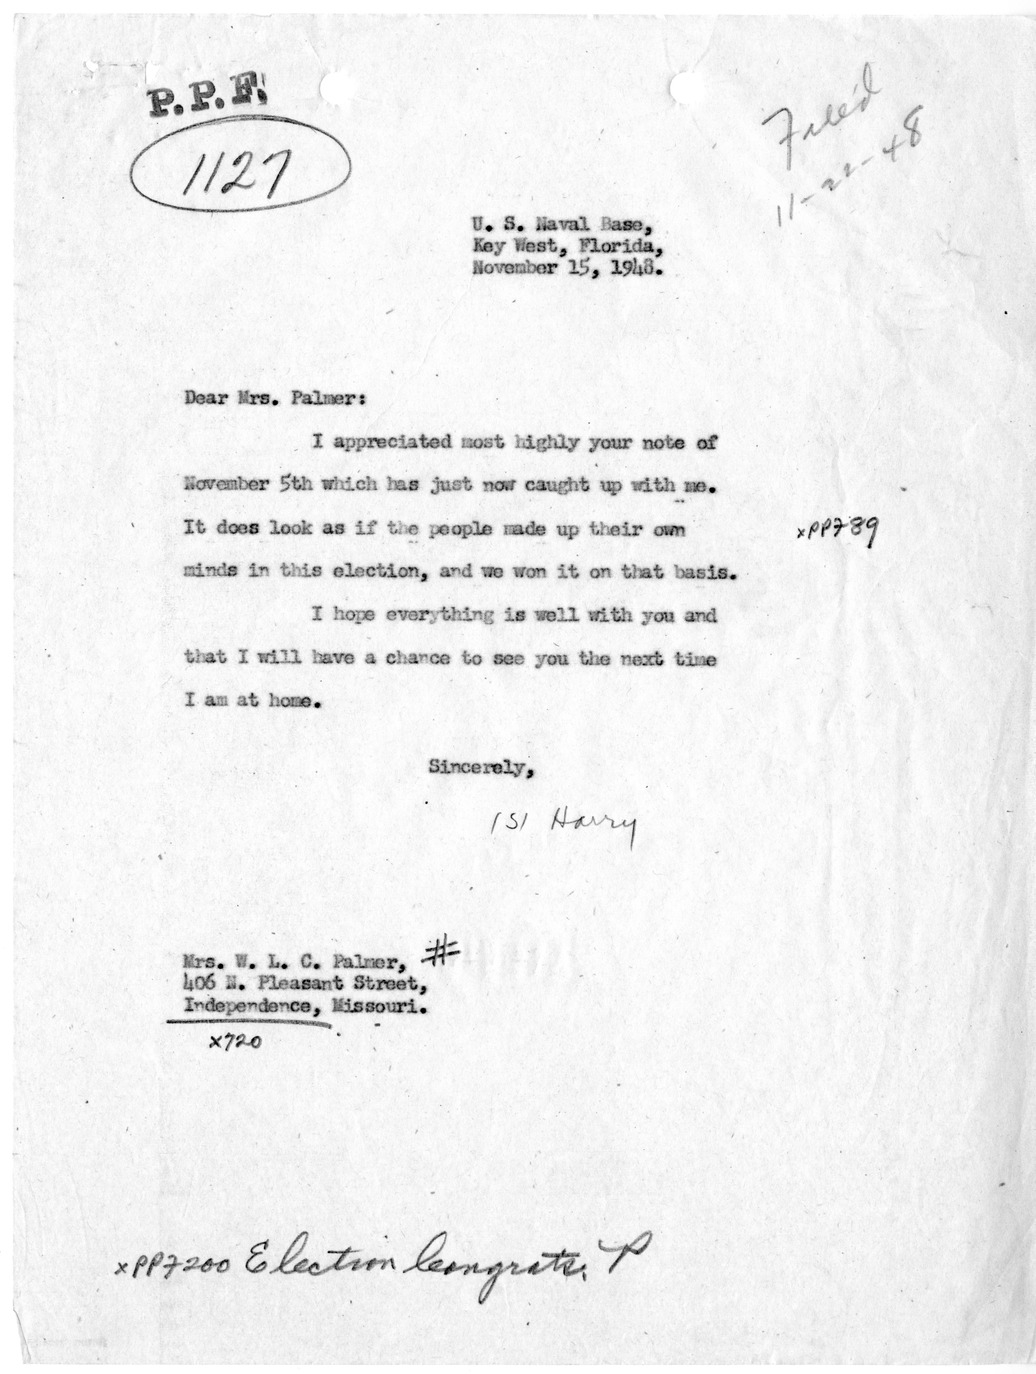 P.P.F.
1127
Filed
11-22-48
U. S. Naval Base,
Key West, Florida,
November 15, 1948.
Dear Mrs. Palmer:
I appreciated most highly your note of
November 5th which has just now caught up with me.
It does look as if the people made up their own
xPPF89
minds in this election, and we won it on that basis.
I hope everything is well with you and
that I will have a chance to see you the next time
I am at home.
Sincerely,
/S/ Harry
Mrs. W. L. C. Palmer, #
406 N. Pleasant Street,
Independence, Missouri.
x720
xPPF200 Election Congrats. P